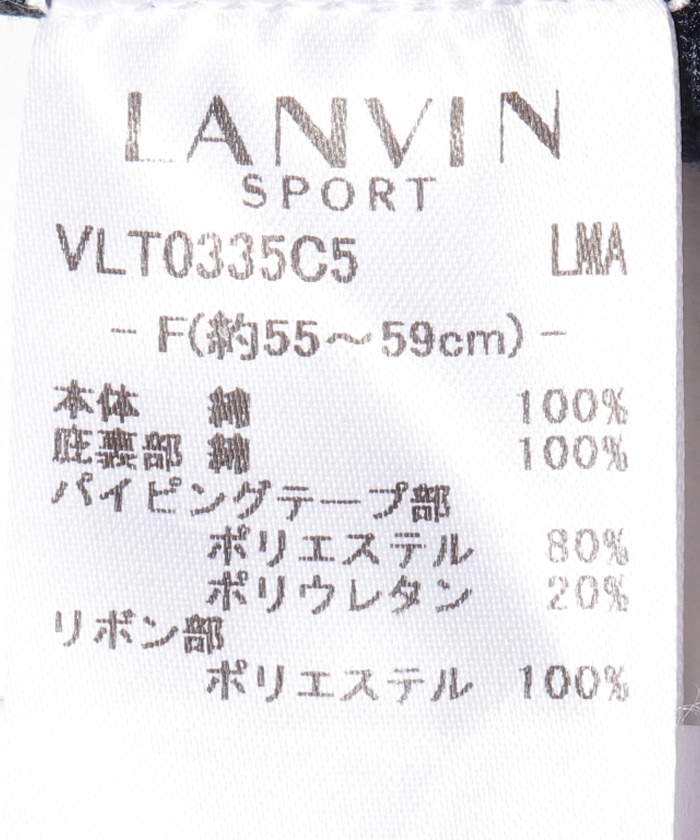 LANVIN
SPORT
VLT0335C5 LMA
- F(約55～59cm) -
本体 綿 100%
庇裏部 綿 100%
パイピングテープ部
ポリエステル 80%
ポリウレタン 20%
リボン部
ポリエステル 100%